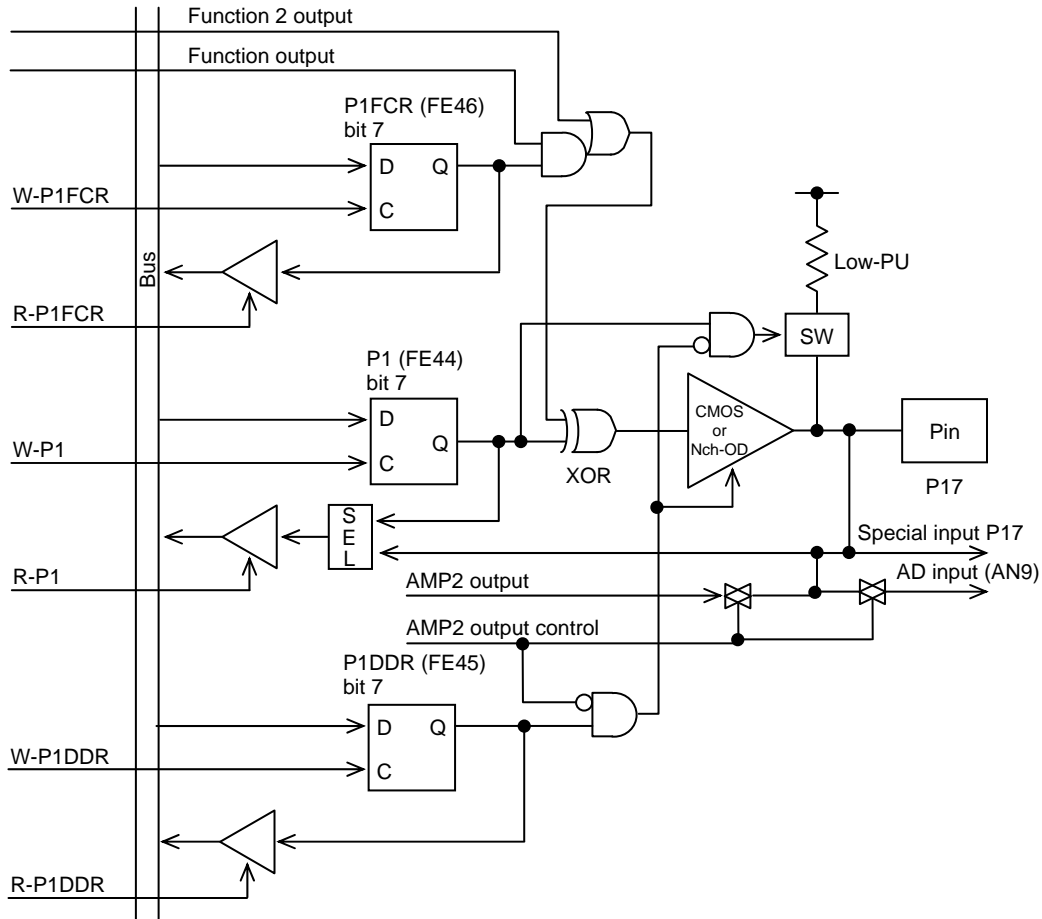 Function 2 output
Function output
P1FCR (FE46)
bit 7
D
Q
W-P1FCR
C
Bus
Low-PU
R-P1FCR
SW
P1 (FE44)
bit 7
D
CMOS
or
Nch-OD
Pin
Q
W-P1
C
XOR
P17
SEL
Special input P17
R-P1
AMP2 output
AD input (AN9)
AMP2 output control
P1DDR (FE45)
bit 7
D
Q
W-P1DDR
C
R-P1DDR